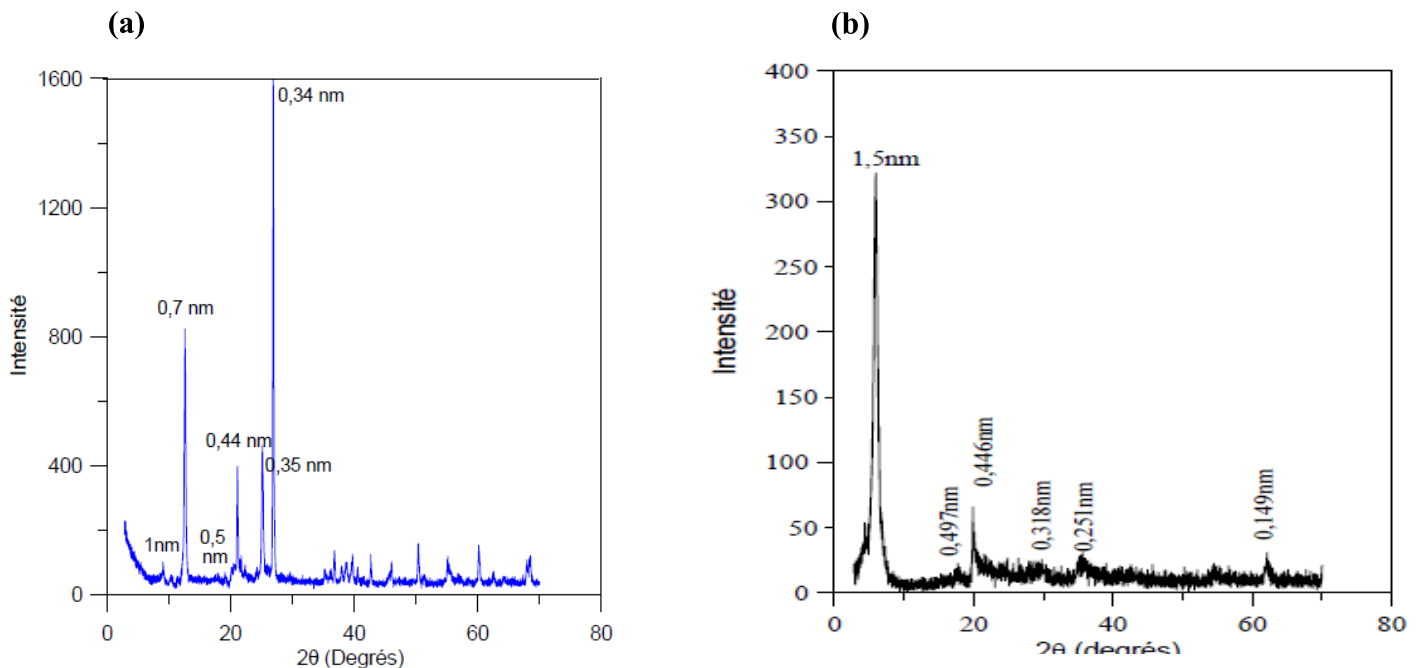 (a)
1600
1200
800
400
0
Intensité
0,34 nm
0,7 nm
0,44 nm
0,35 nm
1nm
0,5
nm
0
20
40
60
80
2θ (Degrés)
(b)
400
350
300
250
200
150
100
50
0
Intensité
1,5nm
0,497nm
0,446nm
0,318nm
0,251nm
0,149nm
0
20
40
60
80
2θ (degrés)